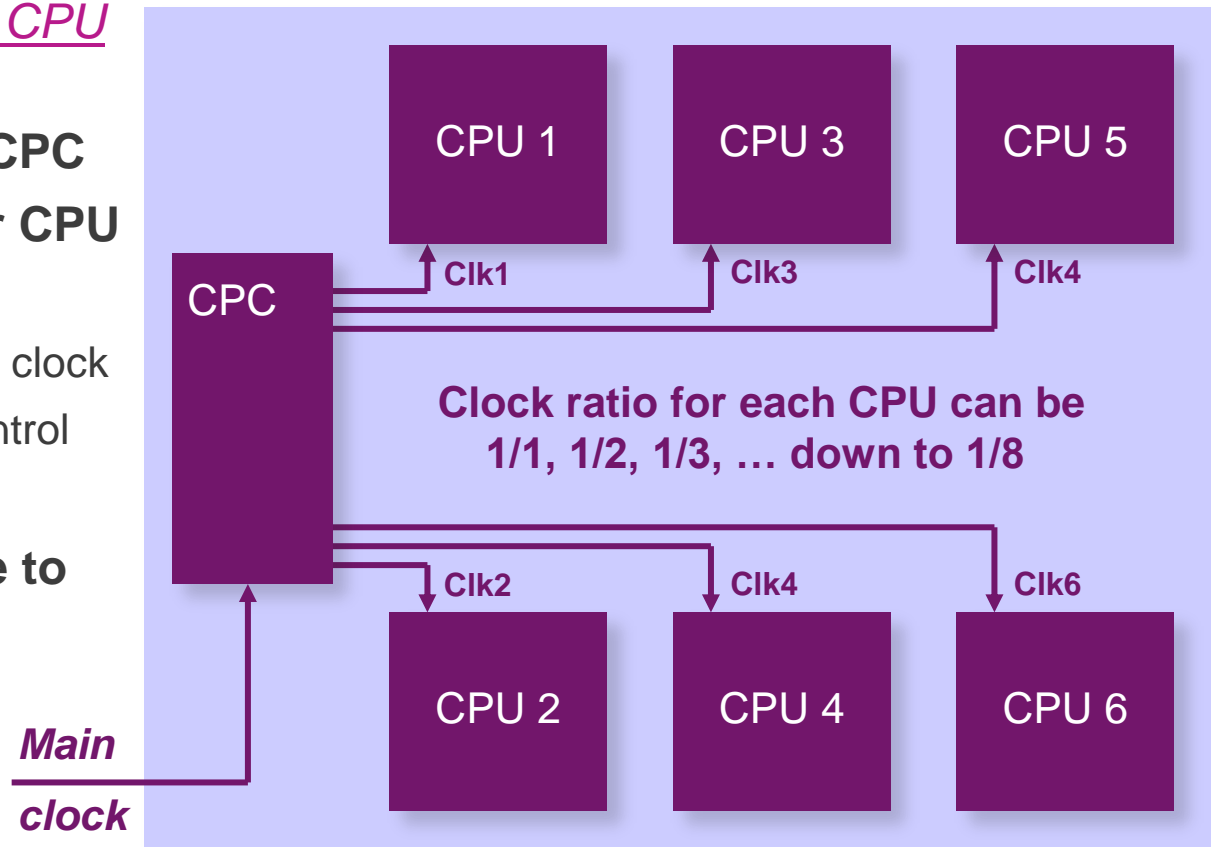 CPU
CPC
CPU
clock
e to
Main
clock
CPC
CPU 1
CPU 3
CPU 5
Clk1
Clk3
Clk4
Clock ratio for each CPU can be
1/1, 1/2, 1/3, … down to 1/8
Clk2
Clk4
Clk6
CPU 2
CPU 4
CPU 6